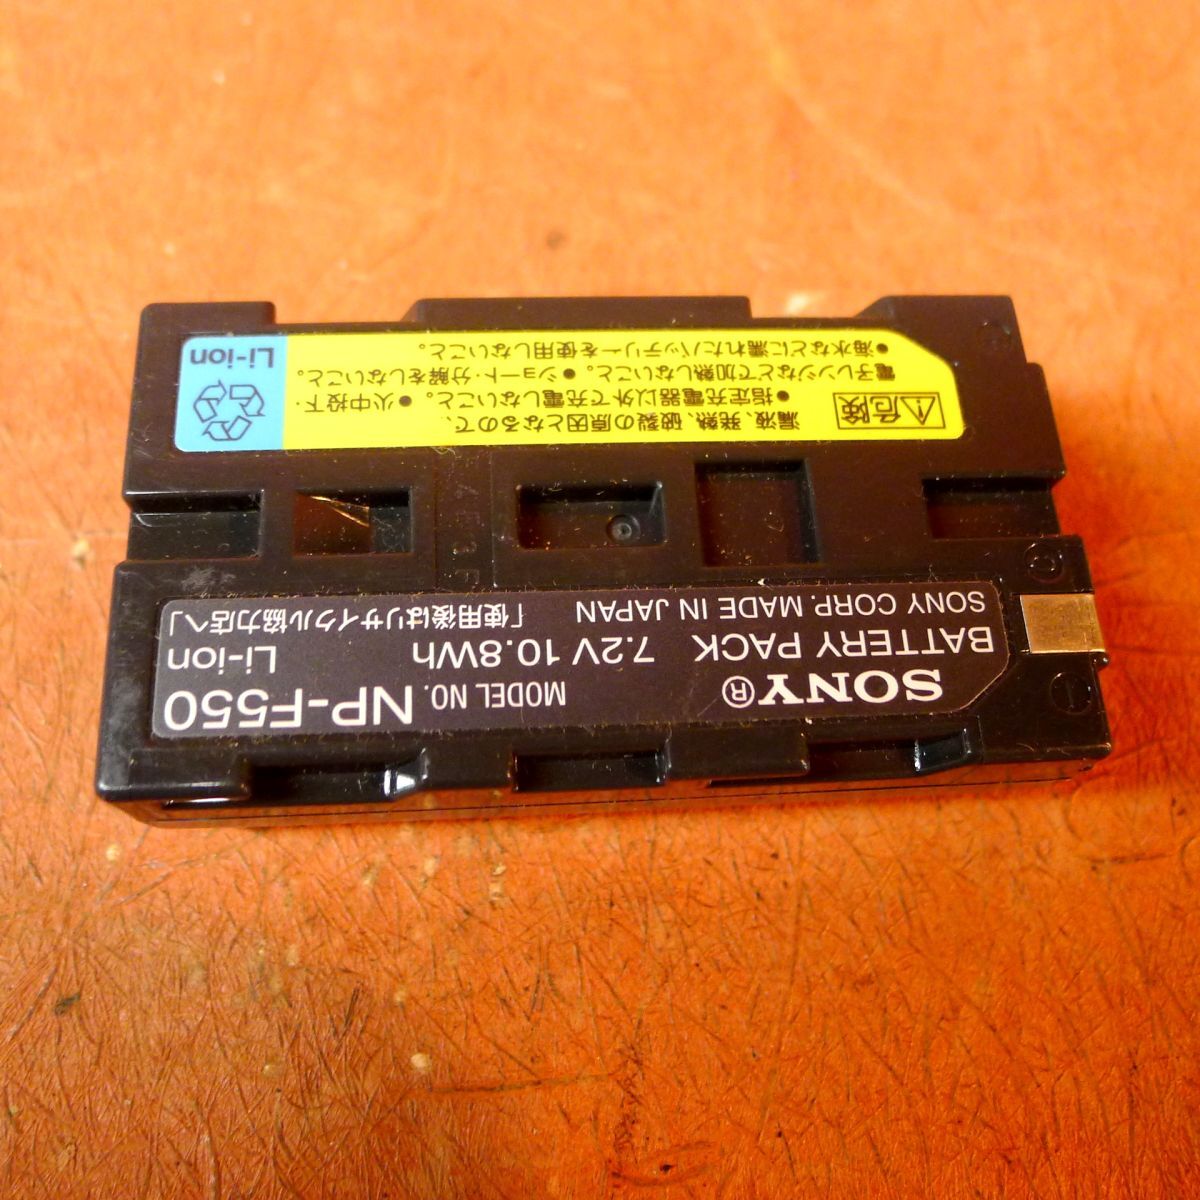 SONY®
BATTERY PACK 7.2V 10.8Wh
SONY CORP. MADE IN JAPAN
MODEL NO. NP-F550
Li-ion
「使用後はリサイクル協力店へ」
危険
漏液、発熱、破裂の原因となるので、
●指定充電器以外で充電しないこと。●火中投下・
電子レンジなどで加熱しないこと。●ショート・分解をしないこと。
●海水などに濡れたバッテリーを使用しないこと。
Li-ion